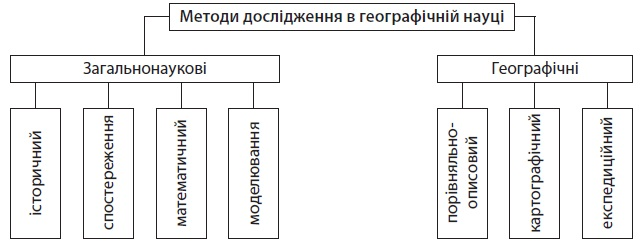 Методи дослідження в географічній науці
Загальнонаукові
Географічні
історичний
спостереження
математичний
моделювання
порівняльно-
описовий
картографічний
експедиційний